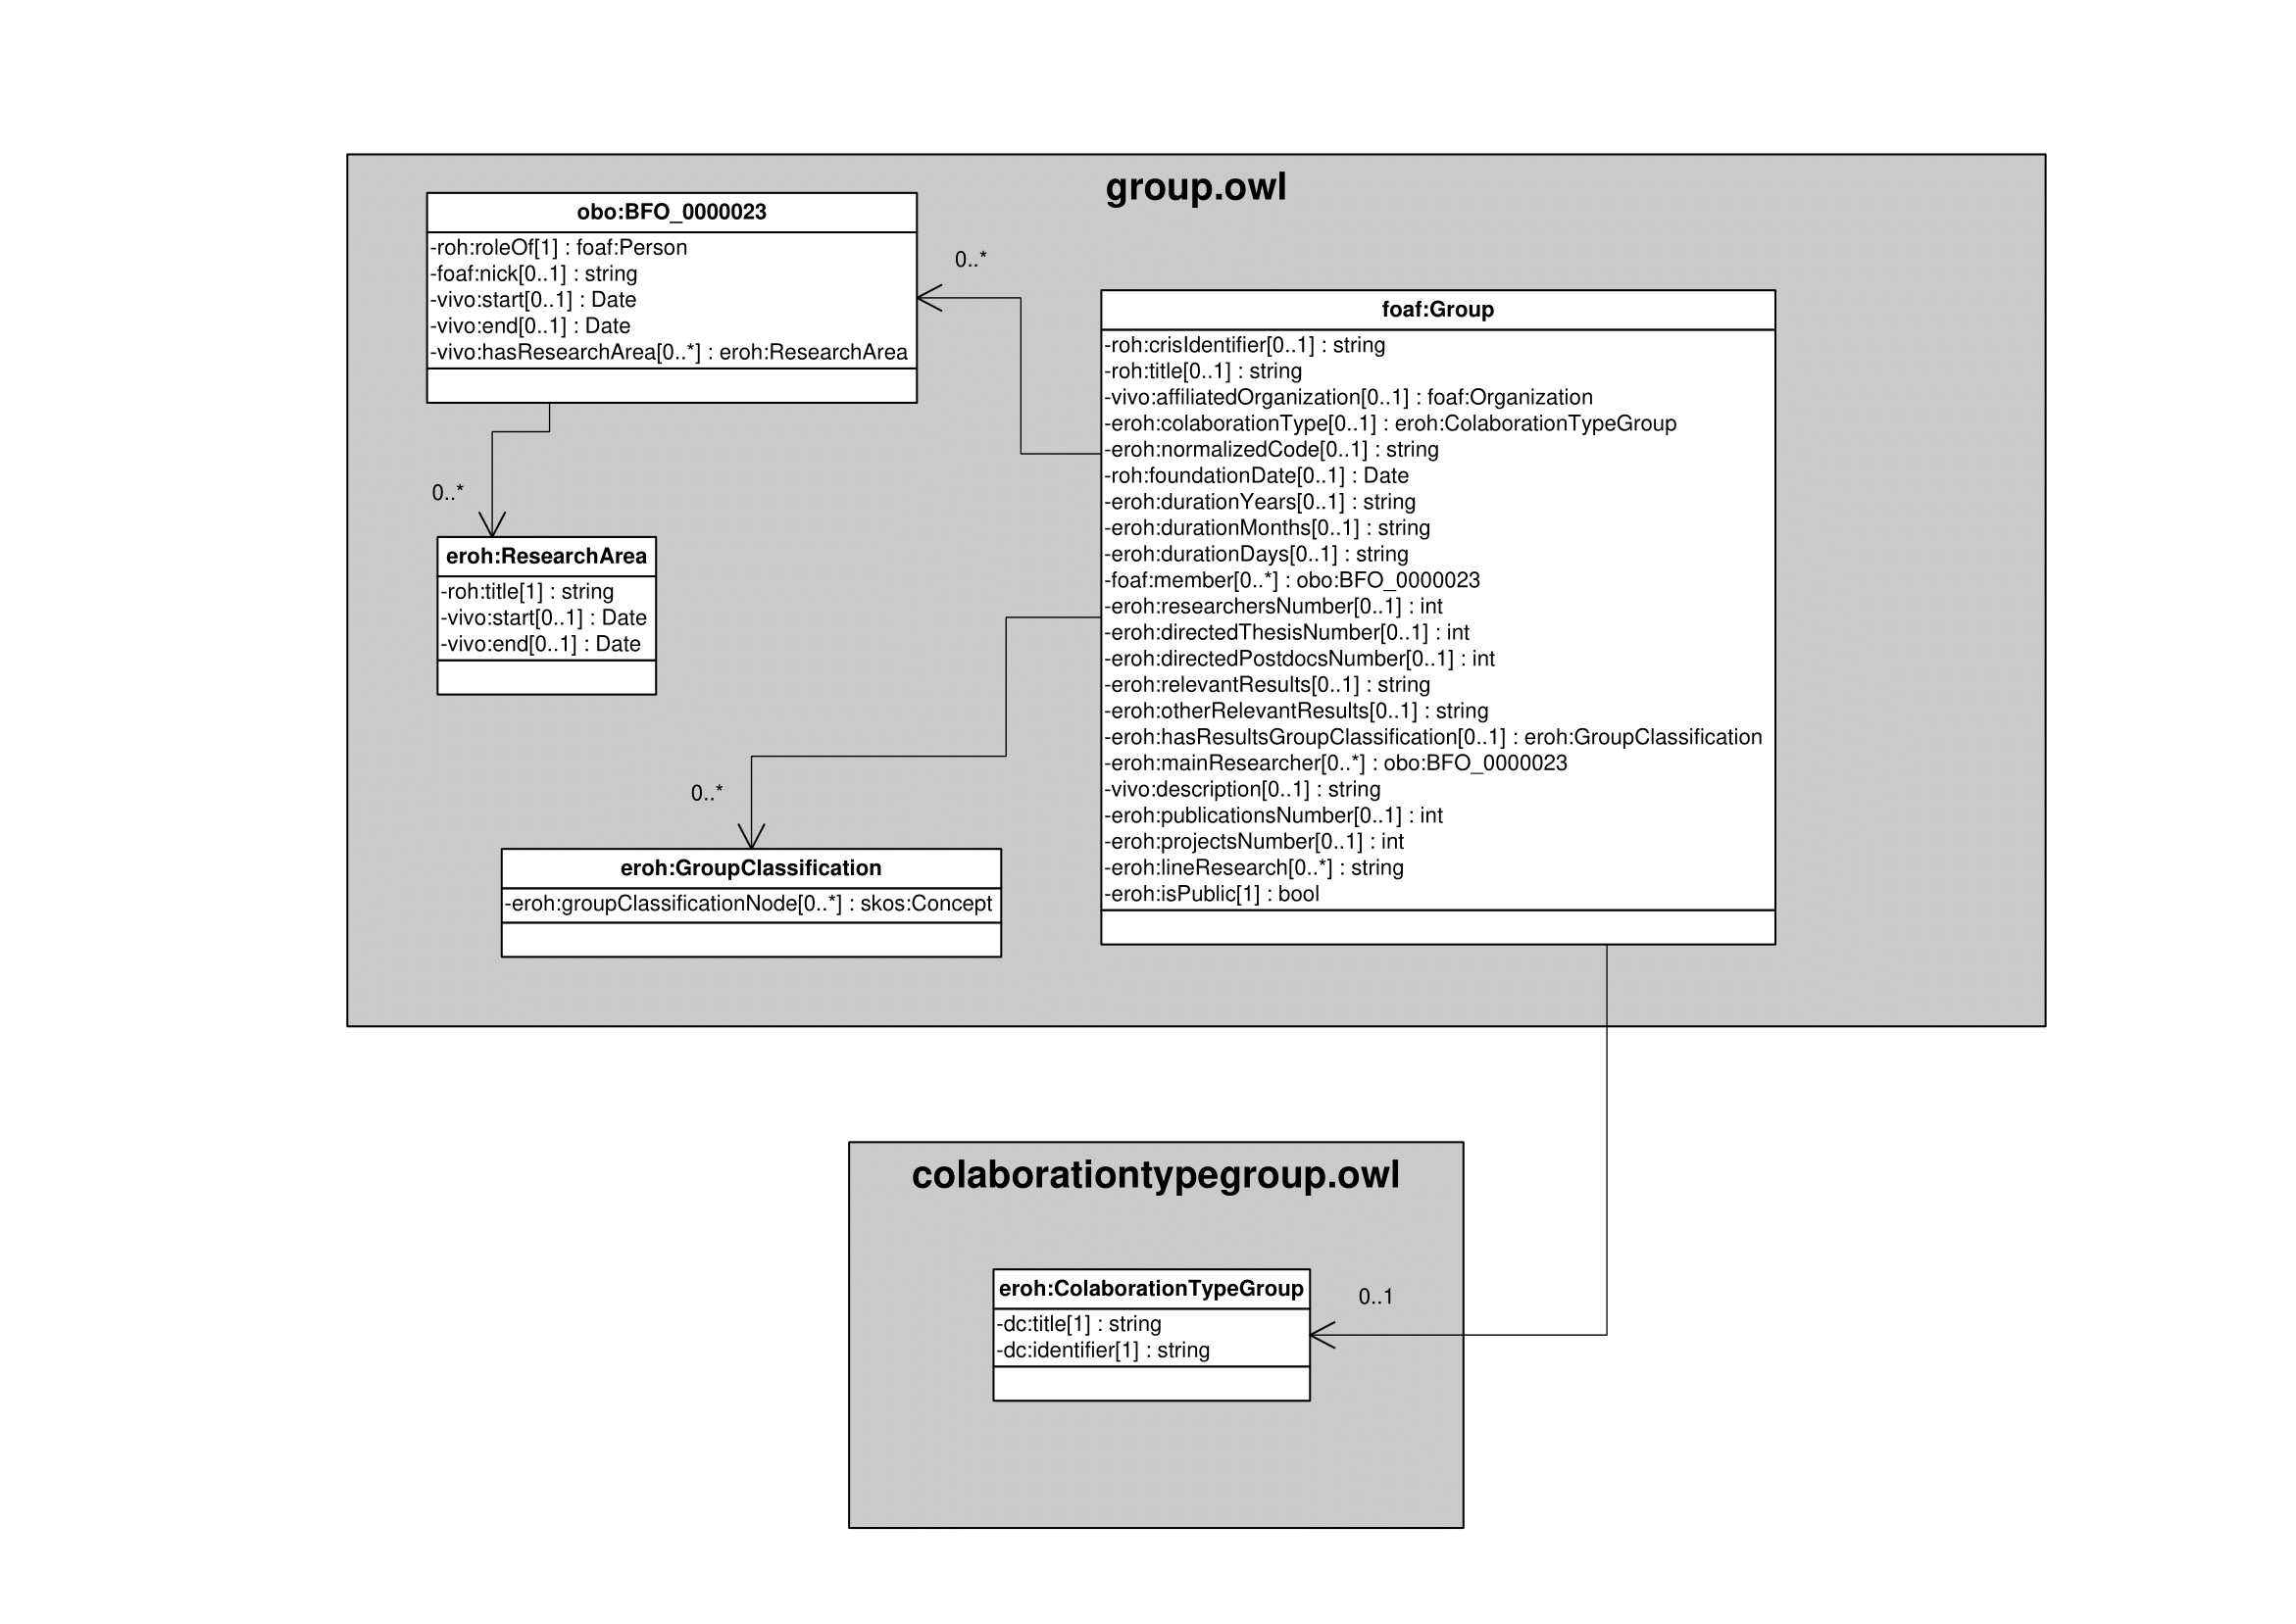 group.owl
obo:BFO_0000023
-roh:roleOf[1] : foaf:Person
-foaf:nick[0..1] : string
-vivo:start[0..1] : Date
-vivo:end[0..1] : Date
-vivo:hasResearchArea[0..*] : eroh:ResearchArea
0..*
foaf:Group
-roh:crisIdentifier[0..1] : string
-roh:title[0..1] : string
-vivo:affiliatedOrganization[0..1] : foaf:Organization
-eroh:colaborationType[0..1] : eroh:ColaborationTypeGroup
-eroh:normalizedCode[0..1] : string
-roh:foundationDate[0..1] : Date
-eroh:durationYears[0..1] : string
-eroh:durationMonths[0..1] : string
-eroh:durationDays[0..1] : string
-foaf:member[0..*] : obo:BFO_0000023
-eroh:researchersNumber[0..1] : int
-eroh:directedThesisNumber[0..1] : int
-eroh:directedPostdocsNumber[0..1] : int
-eroh:relevantResults[0..1] : string
-eroh:otherRelevantResults[0..1] : string
-eroh:hasResultsGroupClassification[0..1] : eroh:GroupClassification
-eroh:mainResearcher[0..*] : obo:BFO_0000023
-vivo:description[0..1] : string
-eroh:publicationsNumber[0..1] : int
-eroh:projectsNumber[0..1] : int
-eroh:lineResearch[0..*] : string
-eroh:isPublic[1] : bool
0..*
eroh:ResearchArea
-roh:title[1] : string
-vivo:start[0..1] : Date
-vivo:end[0..1] : Date
0..*
eroh:GroupClassification
-eroh:groupClassificationNode[0..*] : skos:Concept
colaborationtypegroup.owl
eroh:ColaborationTypeGroup
-dc:title[1] : string
-dc:identifier[1] : string
0..1